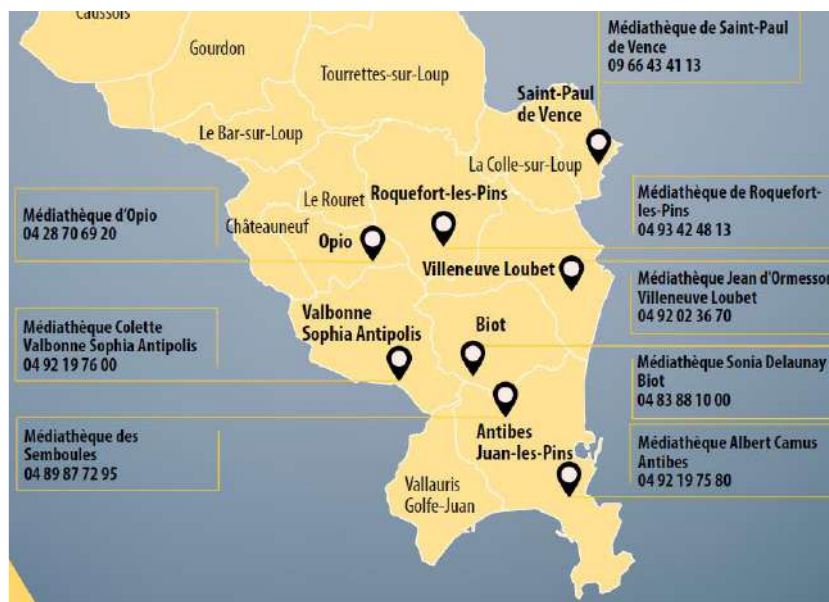 Caussols
Gourdon
Tourrettes-sur-Loup
Médiathèque de Saint-Paul
de Vence
09 66 43 41 13
Saint-Paul
de Vence
Le Bar-sur-Loup
La Colle-sur-Loup
Le Rouret
Roquefort-les-Pins
Médiathèque de Roquefort-
les-Pins
04 93 42 48 13
Médiathèque d'Opio
04 28 70 69 20
Châteauneuf
Opio
Villeneuve Loubet
Médiathèque Jean d'Ormesson
Villeneuve Loubet
04 92 02 36 70
Valbonne
Sophia Antipolis
Biot
Médiathèque Colette
Valbonne Sophia Antipolis
04 92 19 76 00
Médiathèque Sonia Delaunay
Biot
04 83 88 10 00
Médiathèque des
Semboules
04 89 87 72 95
Antibes
Juan-les-Pins
Médiathèque Albert Camus
Antibes
04 92 19 75 80
Vallauris
Golfe-Juan